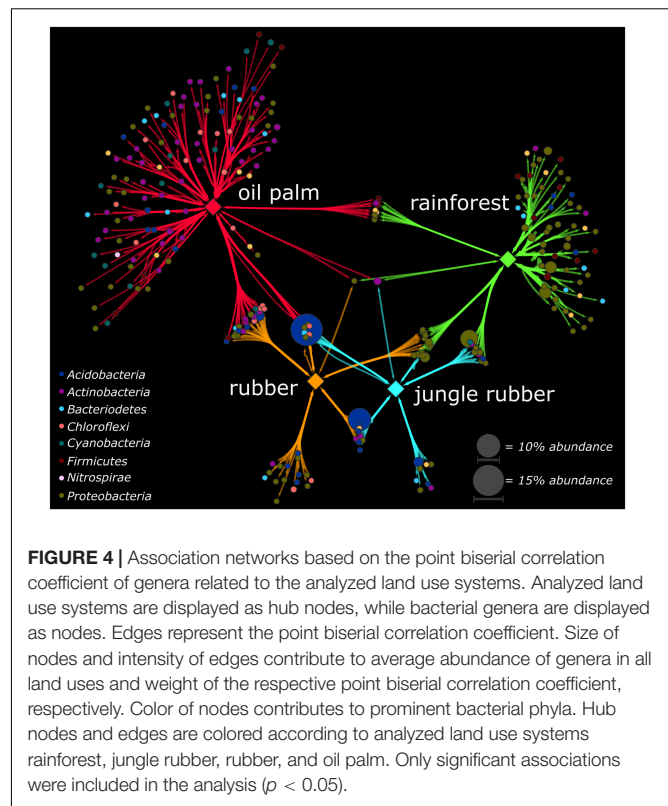 oil palm
rainforest
rubber
jungle rubber
Acidobacteria
Actinobacteria
Bacteriodetes
Chloroflexi
Cyanobacteria
Firmicutes
Nitrospirae
Proteobacteria
= 10% abundance
= 15% abundance
FIGURE 4 | Association networks based on the point biserial correlation
coefficient of genera related to the analyzed land use systems. Analyzed land
use systems are displayed as hub nodes, while bacterial genera are displayed
as nodes. Edges represent the point biserial correlation coefficient. Size of
nodes and intensity of edges contribute to average abundance of genera in all
land uses and weight of the respective point biserial correlation coefficient,
respectively. Color of nodes contributes to prominent bacterial phyla. Hub
nodes and edges are colored according to analyzed land use systems
rainforest, jungle rubber, rubber, and oil palm. Only significant associations
were included in the analysis (p < 0.05).